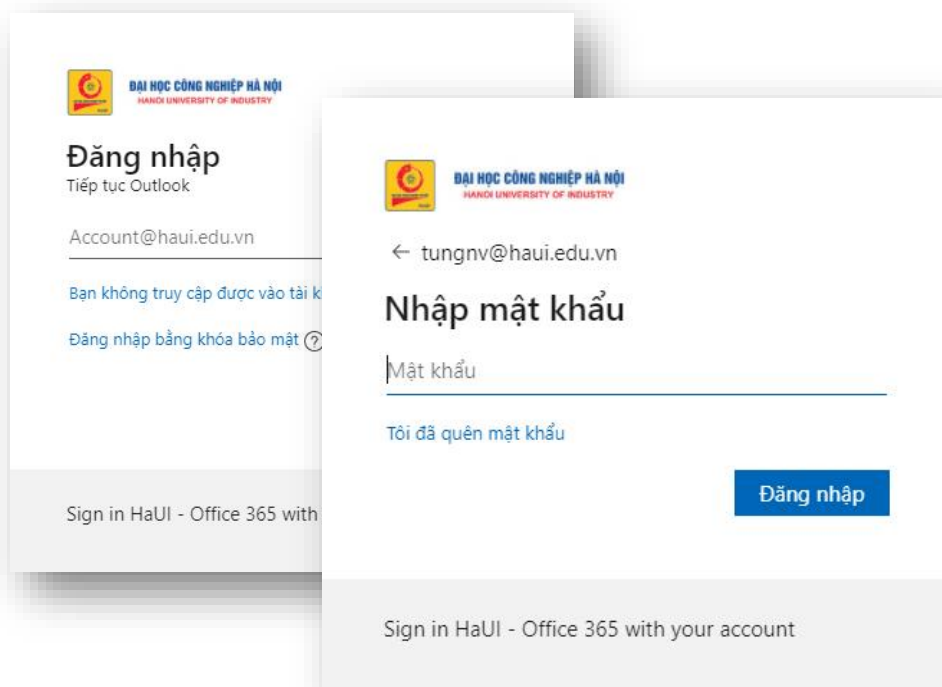 ĐẠI HỌC CÔNG NGHIỆP HÀ NỘI
HANOI UNIVERSITY OF INDUSTRY
Đăng nhập
Tiếp tục Outlook
Account@haui.edu.vn
Bạn không truy cập được vào tài
Đăng nhập bằng khóa bảo mật
Sign in HaUI - Office 365 with
ĐẠI HỌC CÔNG NGHIỆP HÀ NỘI
HANOI UNIVERSITY OF INDUSTRY
← tungnv@haui.edu.vn
Nhập mật khẩu
Mật khẩu
Tôi đã quên mật khẩu
Đăng nhập
Sign in HaUI - Office 365 with your account